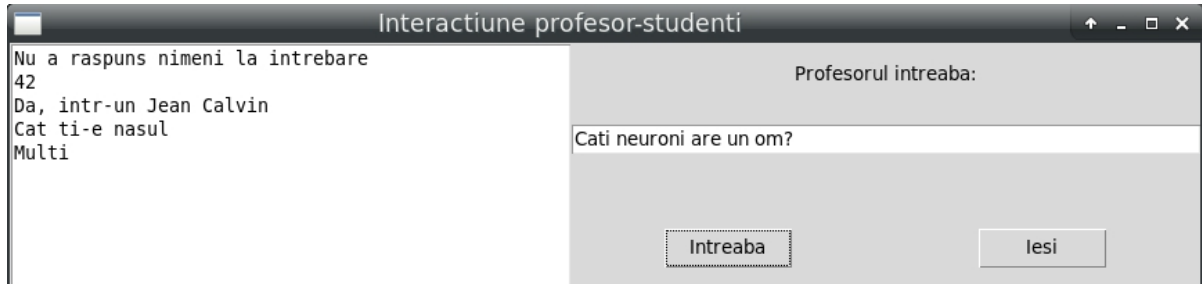 Interactiune profesor-studenti
Nu a raspuns nimeni la intrebare
42
Da, intr-un Jean Calvin
Cat ti-e nasul
Multi
Profesorul intreaba:
Cati neuroni are un om?
Intreaba
Iesi